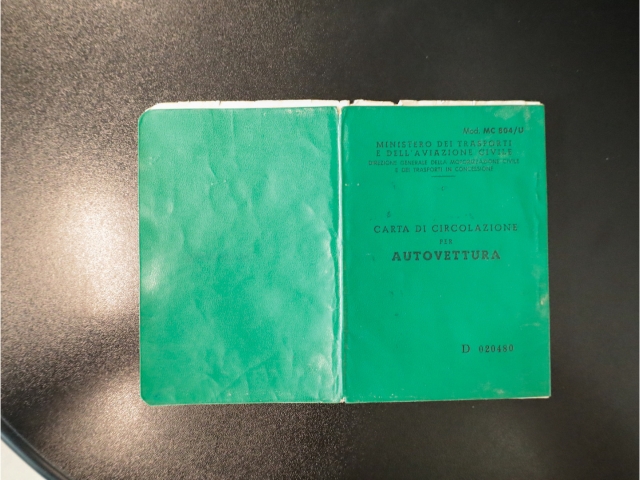 Mod. MC 804/U
MINISTERO DEI TRASPORTI
E DELL'AVIAZIONE CIVILE
DIREZIONE GENERALE DELLA MOTORIZZAZIONE CIVILE
E DEI TRASPORTI IN CONCESSIONE
CARTA DI CIRCOLAZIONE
PER
AUTOVETTURA
D 020480